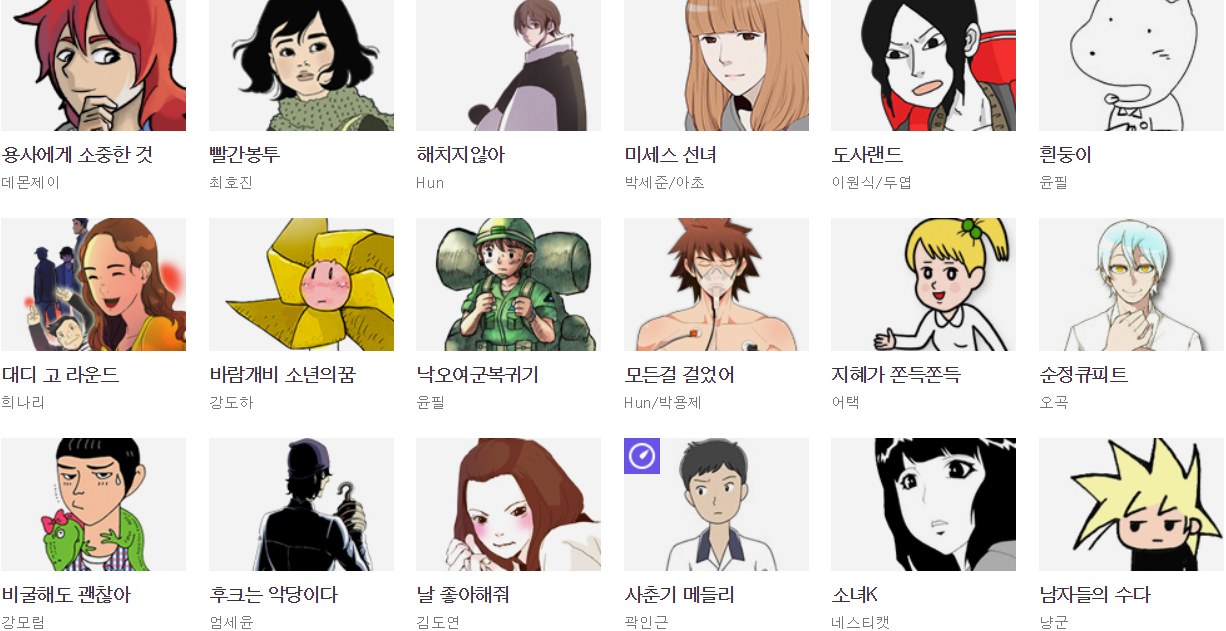 용사에게 소중한 것
데몬제이
빨간봉투
최호진
해치지않아
Hun
미세스 선녀
박세준/아초
도사랜드
이원식/두엽
흰둥이
윤필
대디 고 라운드
희나리
바람개비 소년의꿈
강도하
낙오여군복귀기
윤필
모든걸 걸었어
Hun/박용제
지혜가 쫀득쫀득
어택
순정큐피트
오곡
비굴해도 괜찮아
강모림
후크는 악당이다
엄세윤
날 좋아해줘
김도연
사춘기 메들리
곽인근
소녀K
네스티캣
남자들의 수다
냥군